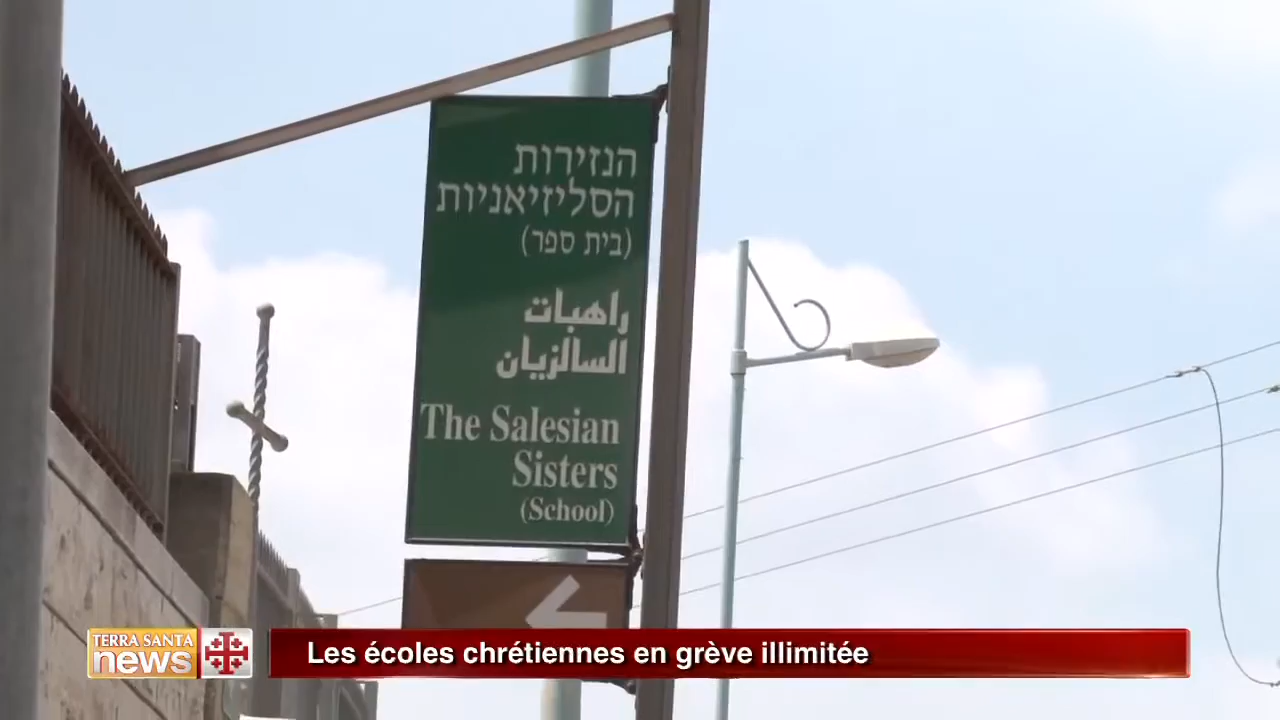 הנזירות
הסליזיאניות
(בית ספר)
راهبات
السالزيان
The Salesian
Sisters
(School)
TERRA SANTA
news
Les écoles chrétiennes en grève illimitée